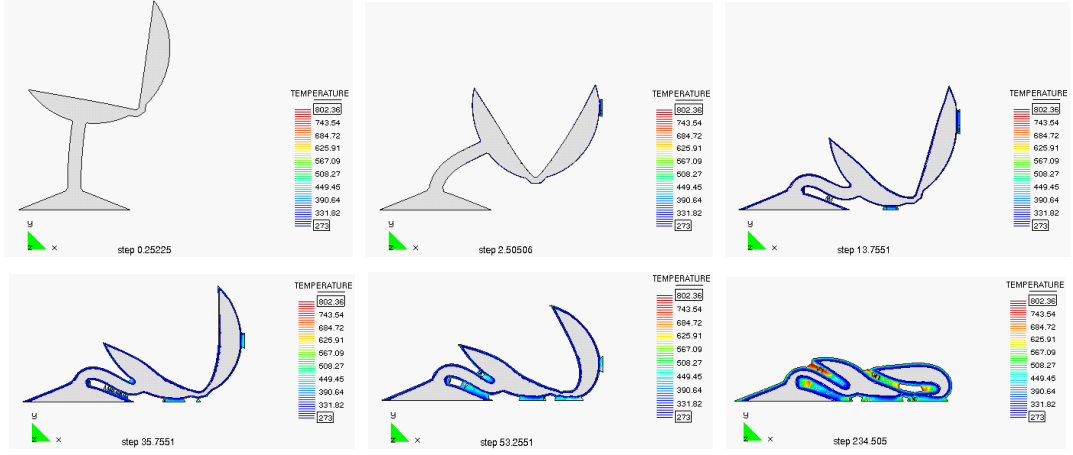 TEMPERATURE
802.36
743.54
684.72
625.91
567.09
508.27
449.45
390.64
331.82
273
y
z
x
step 0.25225
TEMPERATURE
802.36
743.54
684.72
625.91
567.09
508.27
449.45
390.64
331.82
273
y
z
x
step 2.50506
TEMPERATURE
802.36
743.54
684.72
625.91
567.09
508.27
449.45
390.64
331.82
273
y
z
x
step 13.7551
TEMPERATURE
802.36
743.54
684.72
625.91
567.09
508.27
449.45
390.64
331.82
273
y
z
x
step 35.7551
TEMPERATURE
802.36
743.54
684.72
625.91
567.09
508.27
449.45
390.64
331.82
273
y
z
x
step 53.2551
TEMPERATURE
802.36
743.54
684.72
625.91
567.09
508.27
449.45
390.64
331.82
273
y
z
x
step 234.505